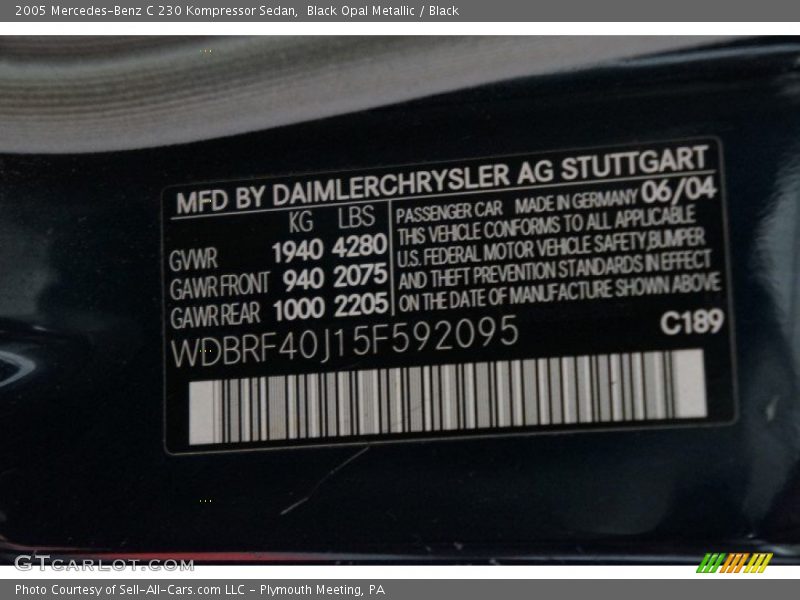 2005 Mercedes-Benz C 230 Kompressor Sedan,  Black Opal Metallic / Black
MFD BY DAIMLERCHRYSLER AG STUTTGART
KG LBS
GVWR 1940 4280
GAWR FRONT 940 2075
GAWR REAR 1000 2205
PASSENGER CAR MADE IN GERMANY 06/04
THIS VEHICLE CONFORMS TO ALL APPLICABLE
U.S. FEDERAL MOTOR VEHICLE SAFETY,BUMPER
AND THEFT PREVENTION STANDARDS IN EFFECT
ON THE DATE OF MANUFACTURE SHOWN ABOVE
WDBRF40J15F592095
C189
GTCARLOT.COM
Photo Courtesy of Sell-All-Cars.com LLC - Plymouth Meeting, PA